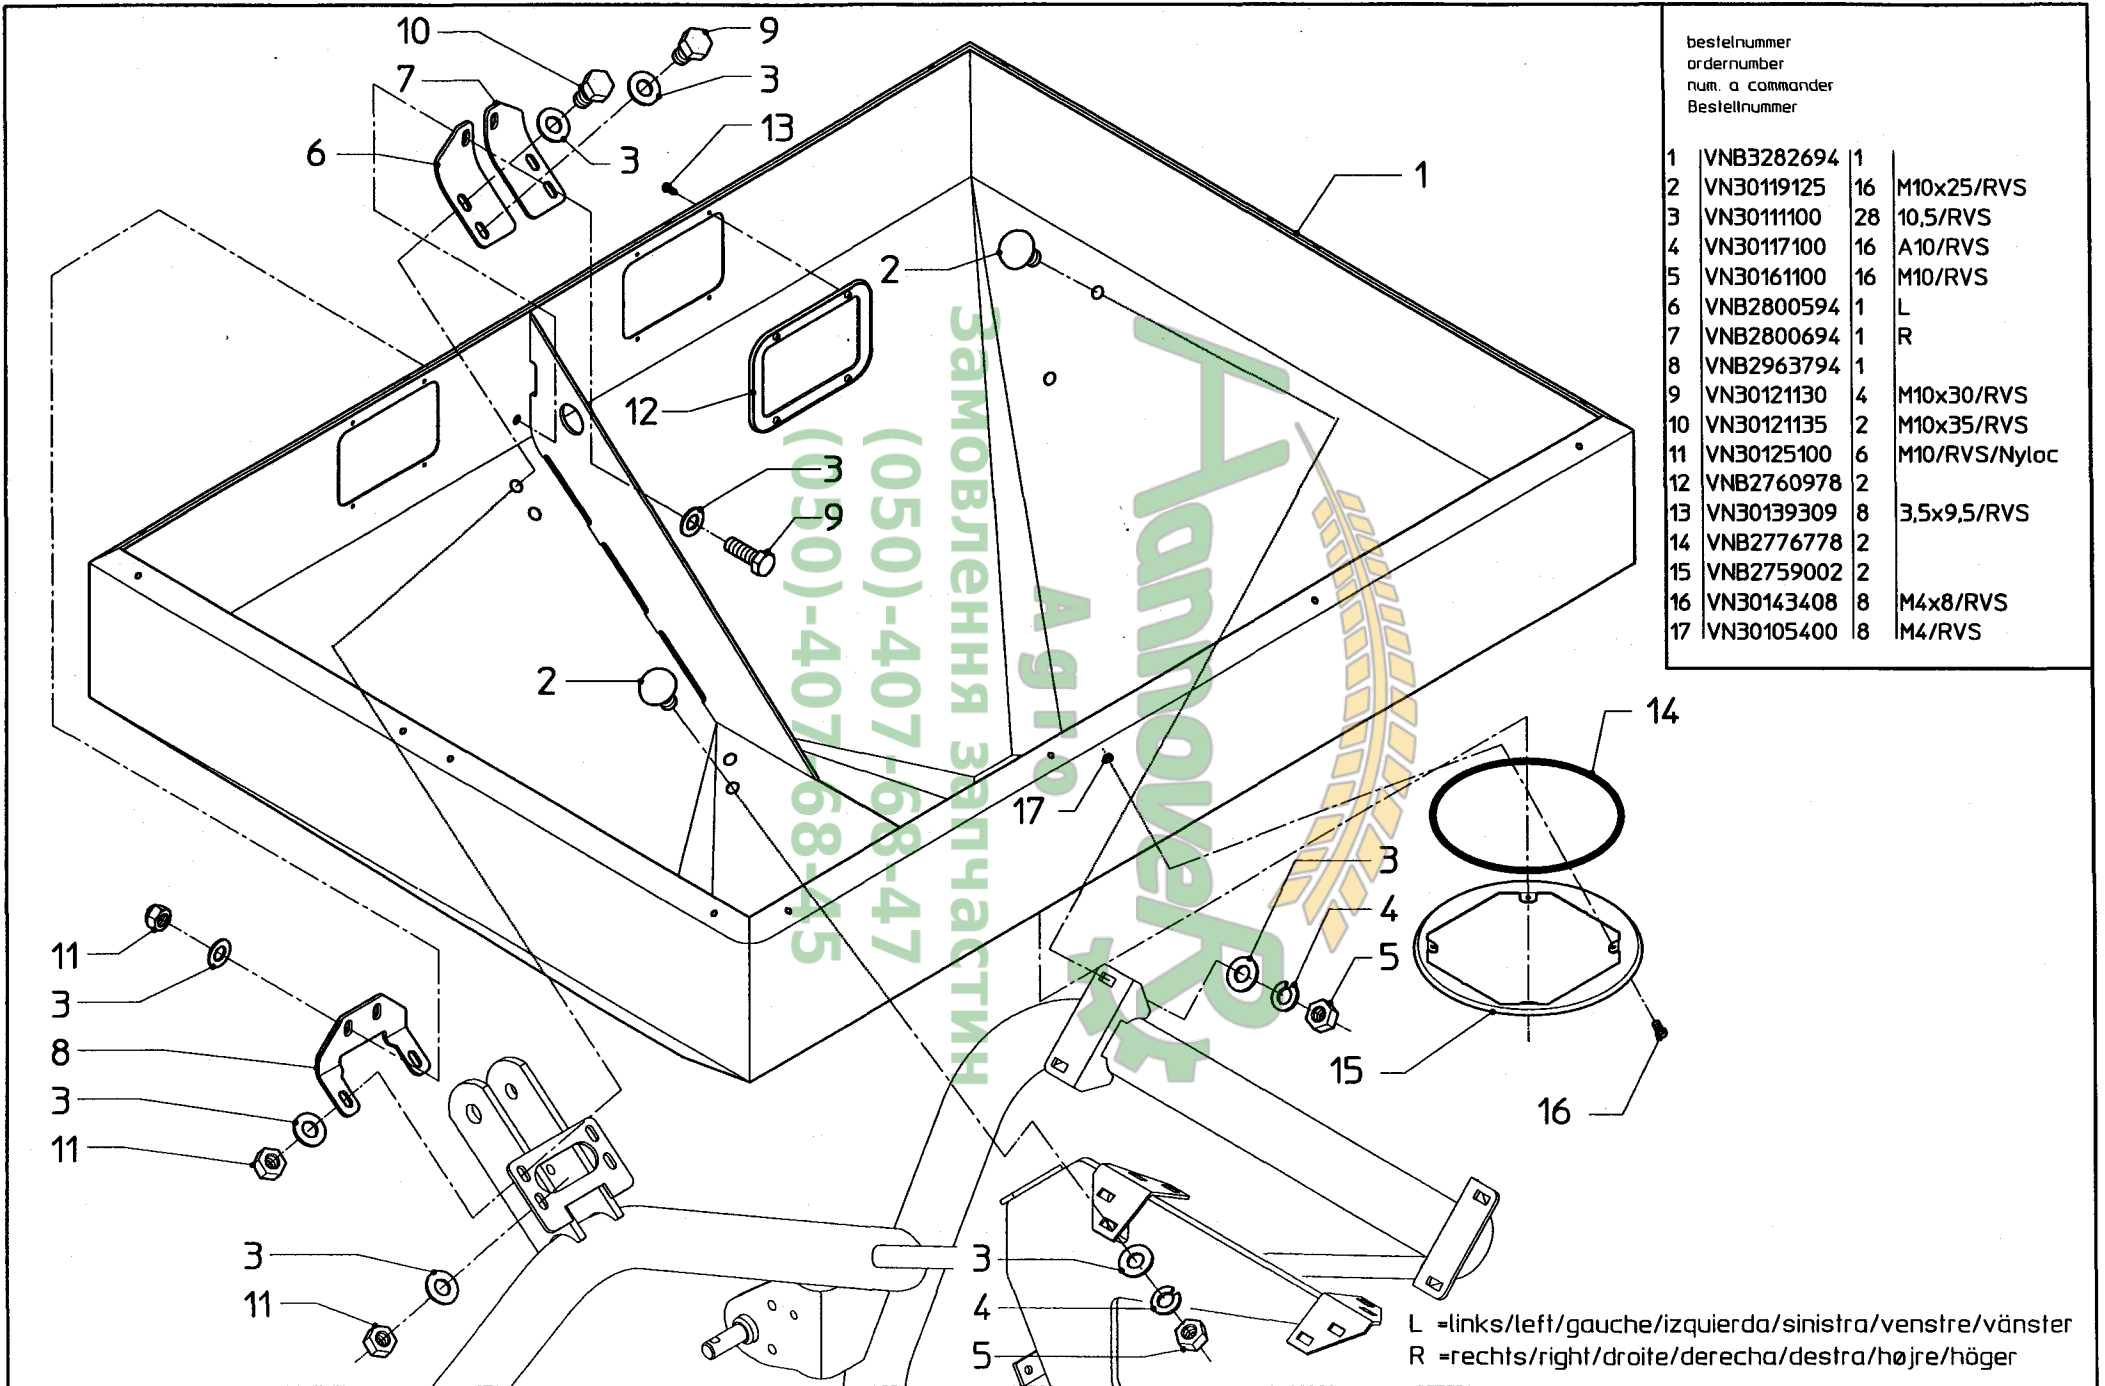 bestelnummer
ordernumber
num. a commander
Bestellnummer
1 VNB3282694 1
2 VN30119125 16 M10x25/RVS
3 VN30111100 28 10,5/RVS
4 VN30117100 16 A10/RVS
5 VN30161100 16 M10/RVS
6 VNB2800594 1 L
7 VNB2800694 1 R
8 VNB2963794 1
9 VN30121130 4 M10x30/RVS
10 VN30121135 2 M10x35/RVS
11 VN30125100 6 M10/RVS/Nyloc
12 VNB2760978 2
13 VN30139309 8 3,5x9,5/RVS
14 VNB2776778 2
15 VNB2759002 2
16 VN30143408 8 M4x8/RVS
17 VN30105400 8 M4/RVS
10
9
7
3
13
6
3
1
2
12
3
9
2
14
17
3
4
11
5
3
8
15
3
16
11
3
3
11
4
5
HannoveR
Agro
Замовлення запчастин
(050)-407-68-47
(050)-407-68-45
L =links/left/gauche/izquierda/sinistra/venstre/vänster
R =rechts/right/droite/derecha/destra/højre/höger